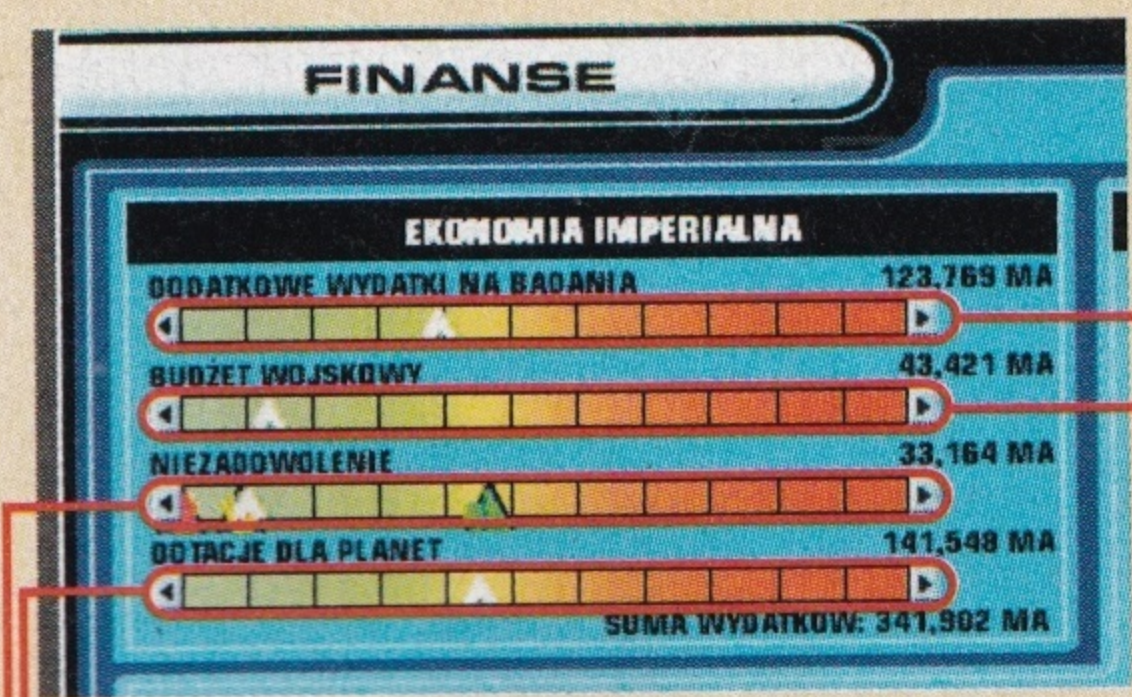 FINANSE
EKONOMIA IMPERIALNA
DODATKOWE WYDATKI NA BADANIA 123,769 MA
BUDŻET WOJSKOWY 43,421 MA
NIEZADOWOLENIE 33,164 MA
DOTACJE DLA PLANET 141,548 MA
SUMA WYDATKOW: 341,902 MA